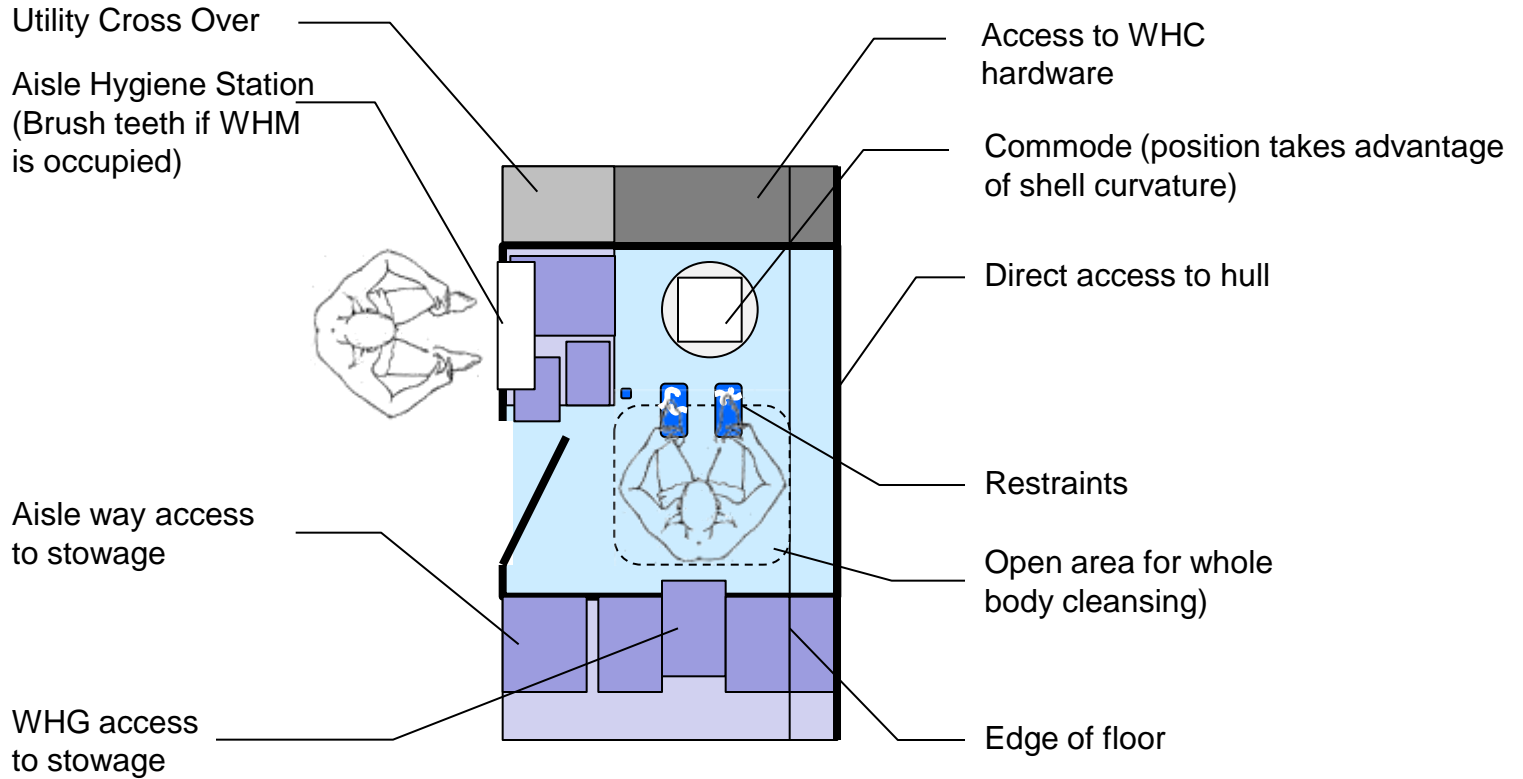 Utility Cross Over
Aisle Hygiene Station
(Brush teeth if WHM
is occupied)
Aisle way access
to stowage
WHG access
to stowage
Access to WHC
hardware
Commode (position takes advantage
of shell curvature)
Direct access to hull
Restraints
Open area for whole
body cleansing)
Edge of floor